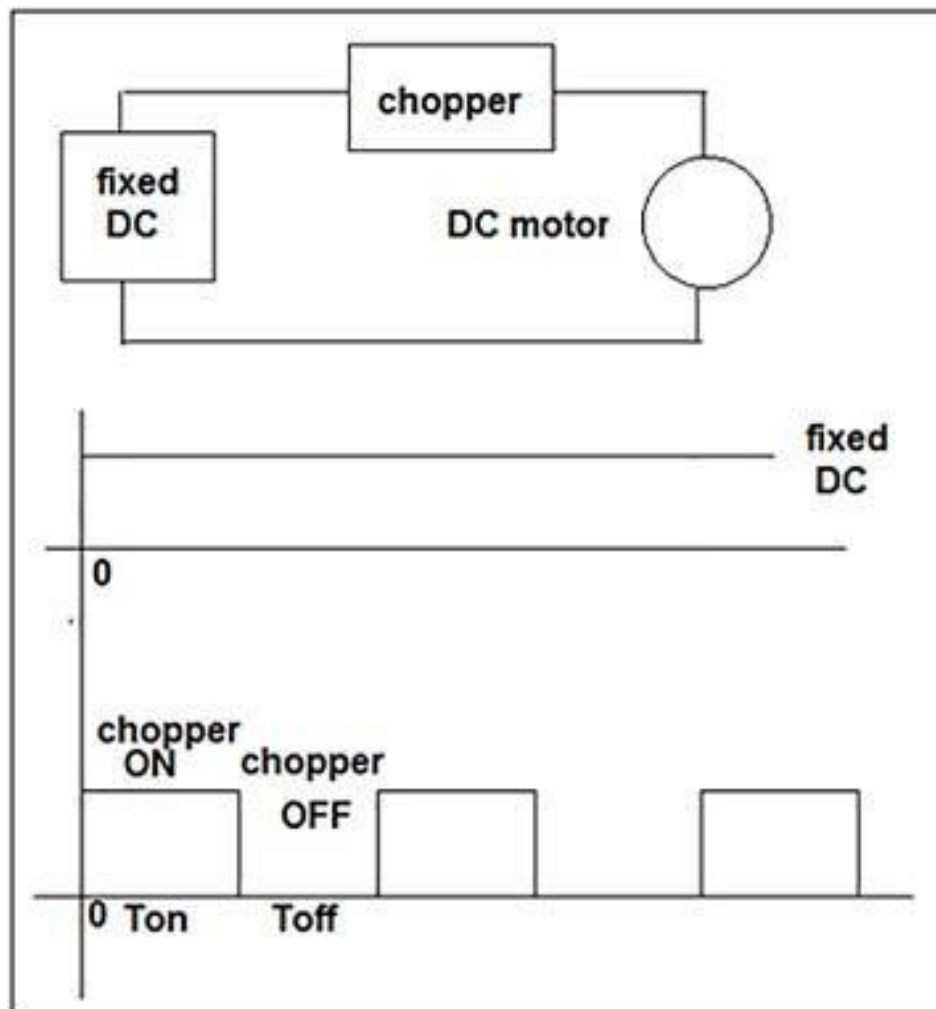 chopper
fixed
DC
DC motor
fixed
DC
0
chopper
ON
chopper
OFF
0
Ton
Toff